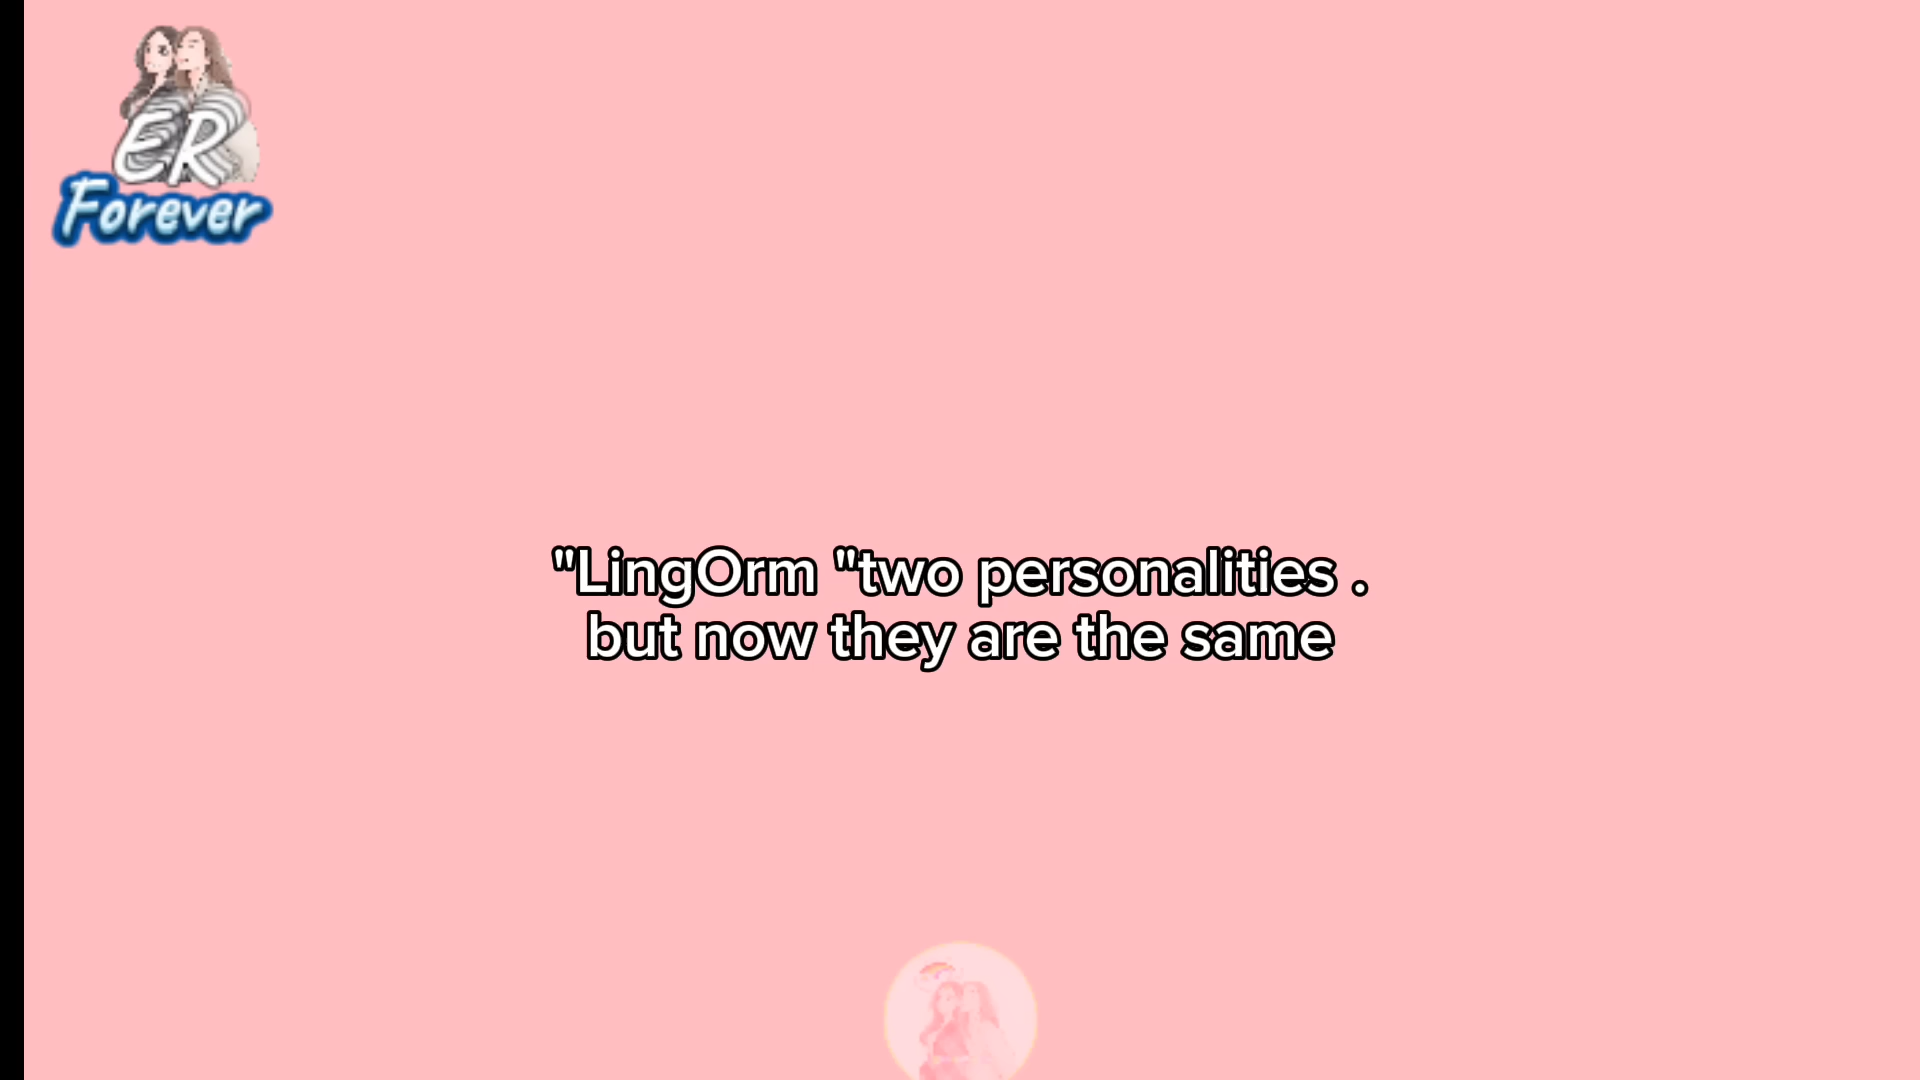 ER
Forever
"LingOrm "two personalities .
but now they are the same